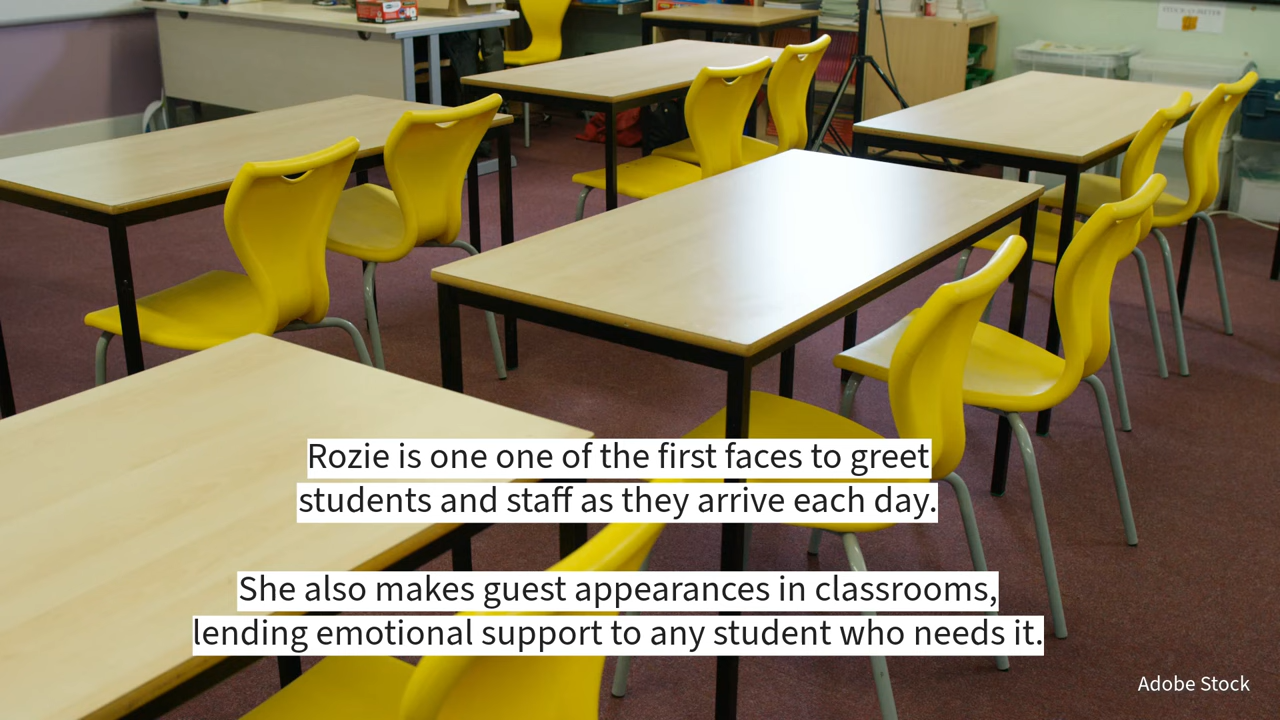 Rozie is one one of the first faces to greet
students and staff as they arrive each day.
She also makes guest appearances in classrooms,
lending emotional support to any student who needs it.
Adobe Stock